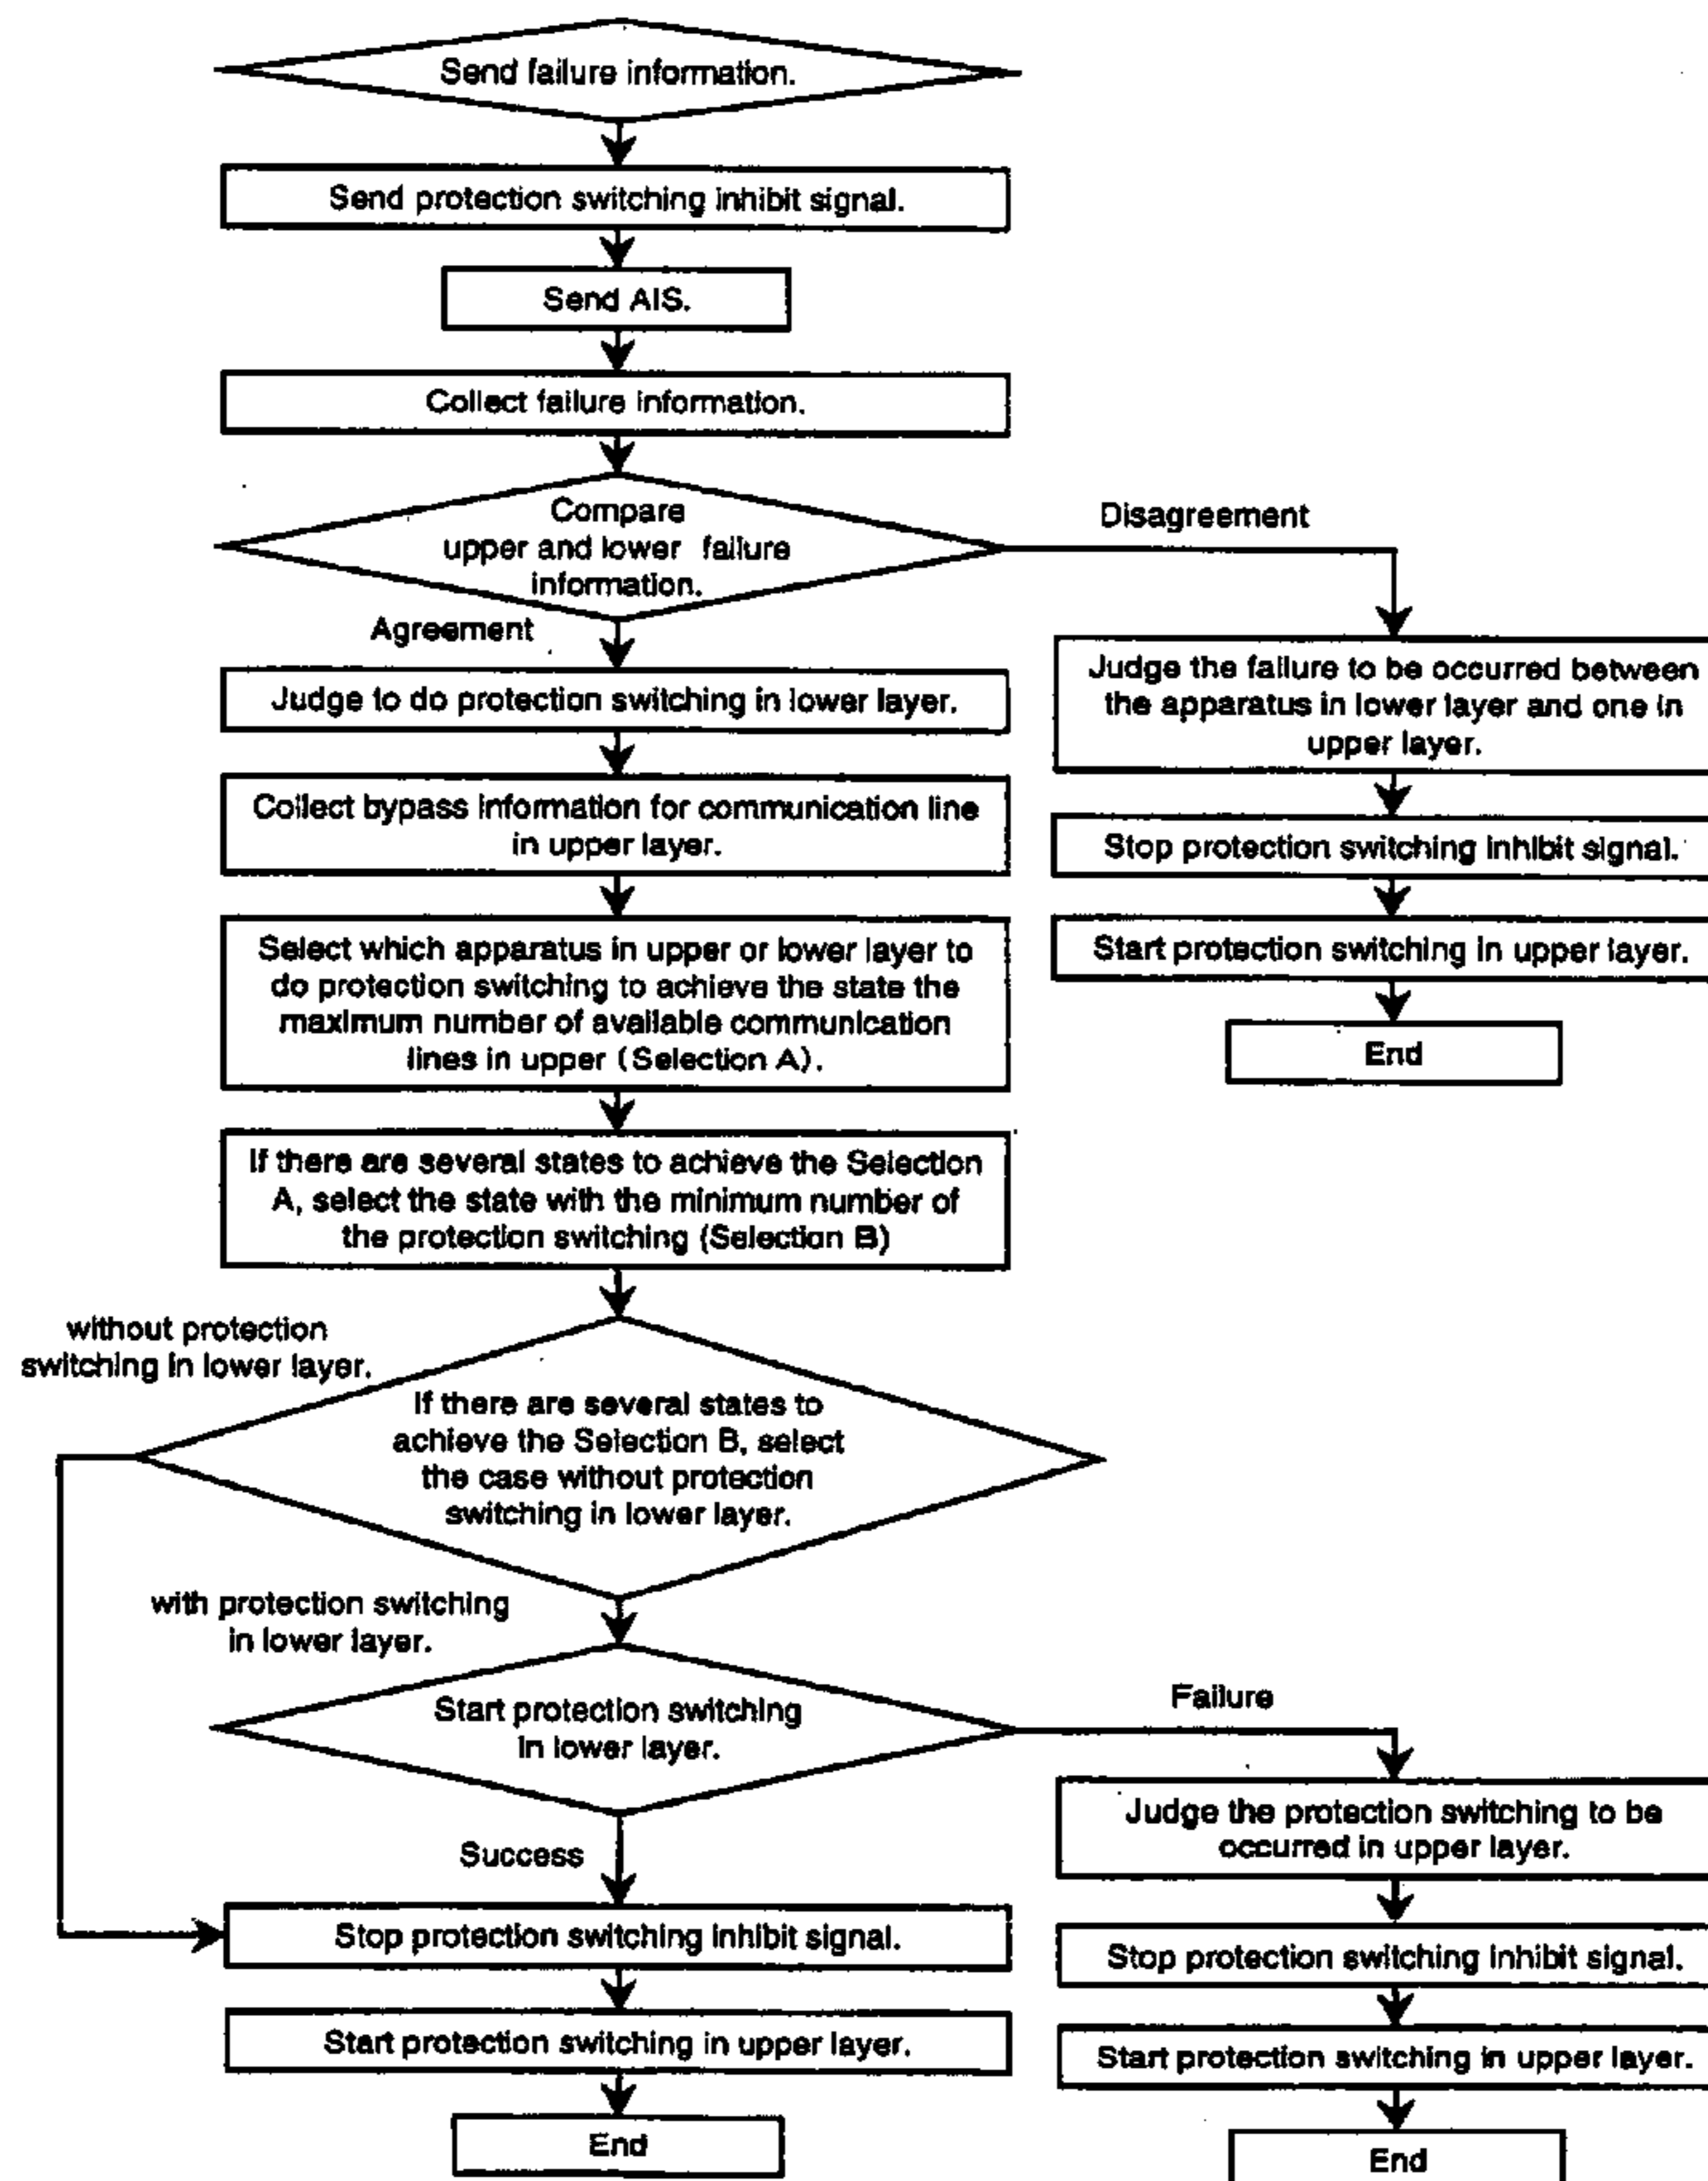 Send failure information.
Send protection switching inhibit signal.
Send AIS.
Collect failure information.
Compare
upper and lower failure
information.
Disagreement
Agreement
Judge to do protection switching in lower layer.
Judge the failure to be occurred between
the apparatus in lower layer and one in
upper layer.
Collect bypass information for communication line
in upper layer.
Stop protection switching inhibit signal.
Select which apparatus in upper or lower layer to
do protection switching to achieve the state the
maximum number of available communication
lines in upper (Selection A).
Start protection switching in upper layer.
End
If there are several states to achieve the Selection
A, select the state with the minimum number of
the protection switching (Selection B)
without protection
switching in lower layer.
If there are several states to
achieve the Selection B, select
the case without protection
switching in lower layer.
with protection switching
in lower layer.
Start protection switching
in lower layer.
Failure
Judge the protection switching to be
occurred in upper layer.
Success
Stop protection switching inhibit signal.
Stop protection switching inhibit signal.
Start protection switching in upper layer.
Start protection switching in upper layer.
End
End